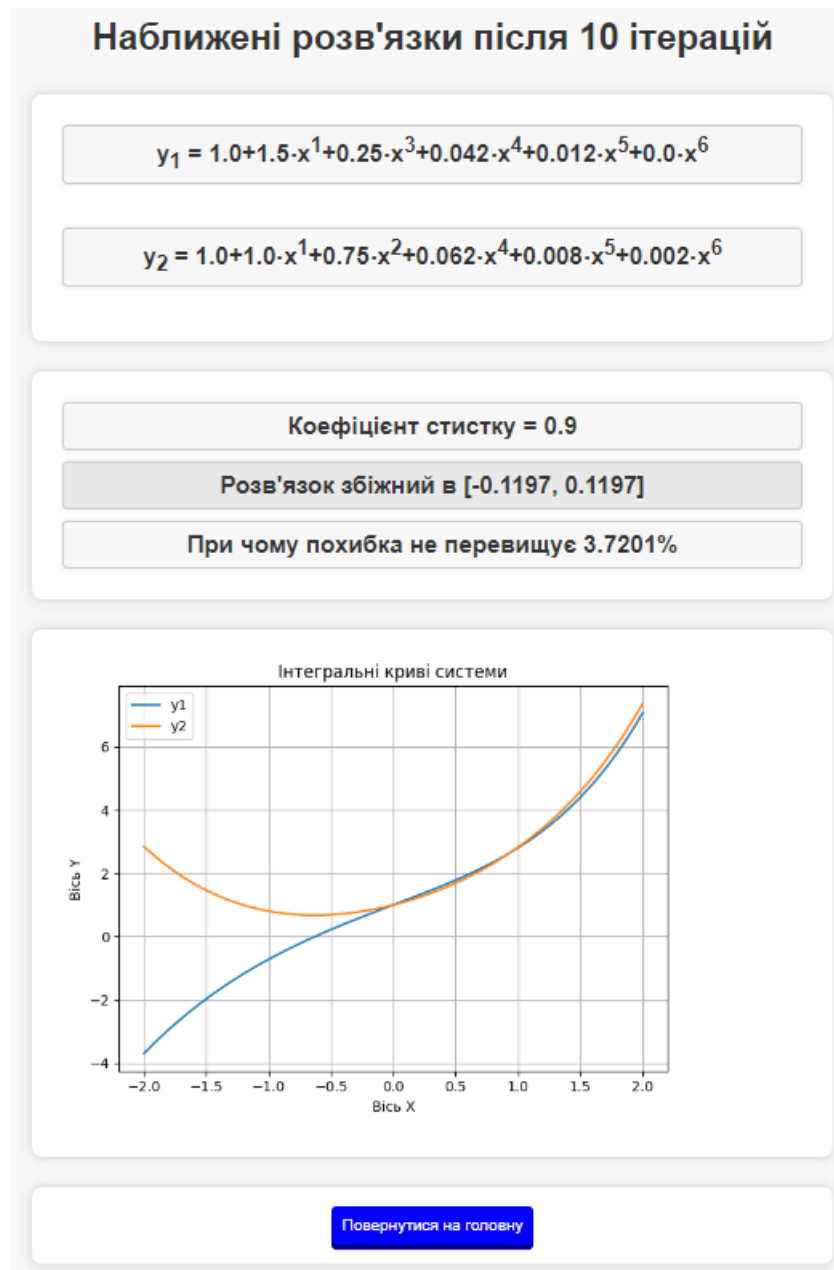 Наближені розв'язки після 10 ітерацій
y₁ = 1.0+1.5·x¹+0.25·x³+0.042·x⁴+0.012·x⁵+0.0·x⁶
y₂ = 1.0+1.0·x¹+0.75·x²+0.062·x⁴+0.008·x⁵+0.002·x⁶
Коефіцієнт стистку = 0.9
Розв'язок збіжний в [-0.1197, 0.1197]
При чому похибка не перевищує 3.7201%
Інтегральні криві системи
y1
y2
6
4
2
0
−2
−4
Вісь Y
−2.0 −1.5 −1.0 −0.5 0.0 0.5 1.0 1.5 2.0
Вісь X
Повернутися на головну